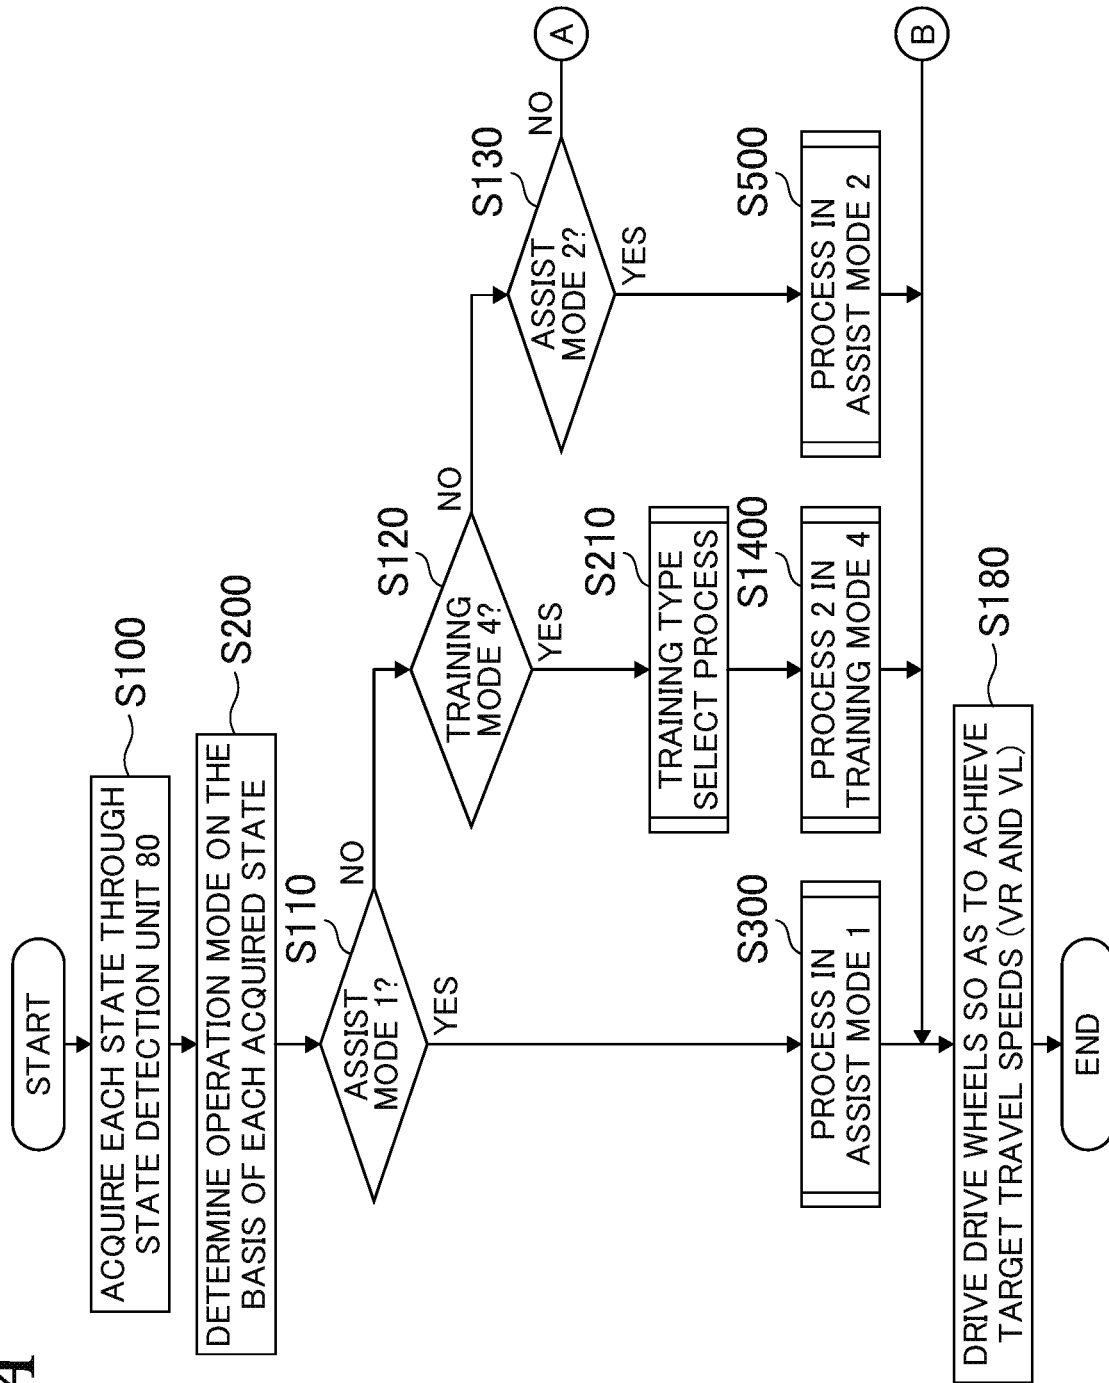 START
ACQUIRE EACH STATE THROUGH
STATE DETECTION UNIT 80
S100
DETERMINE OPERATION MODE ON THE
BASIS OF EACH ACQUIRED STATE
S200
ASSIST
MODE 1?
S110
NO
YES
TRAINING
MODE 4?
S120
NO
YES
ASSIST
MODE 2?
S130
NO
A
YES
TRAINING TYPE
SELECT PROCESS
S210
PROCESS IN
ASSIST MODE 1
S300
PROCESS 2 IN
TRAINING MODE 4
S1400
PROCESS IN
ASSIST MODE 2
S500
B
DRIVE DRIVE WHEELS SO AS TO ACHIEVE
TARGET TRAVEL SPEEDS (VR AND VL)
S180
END